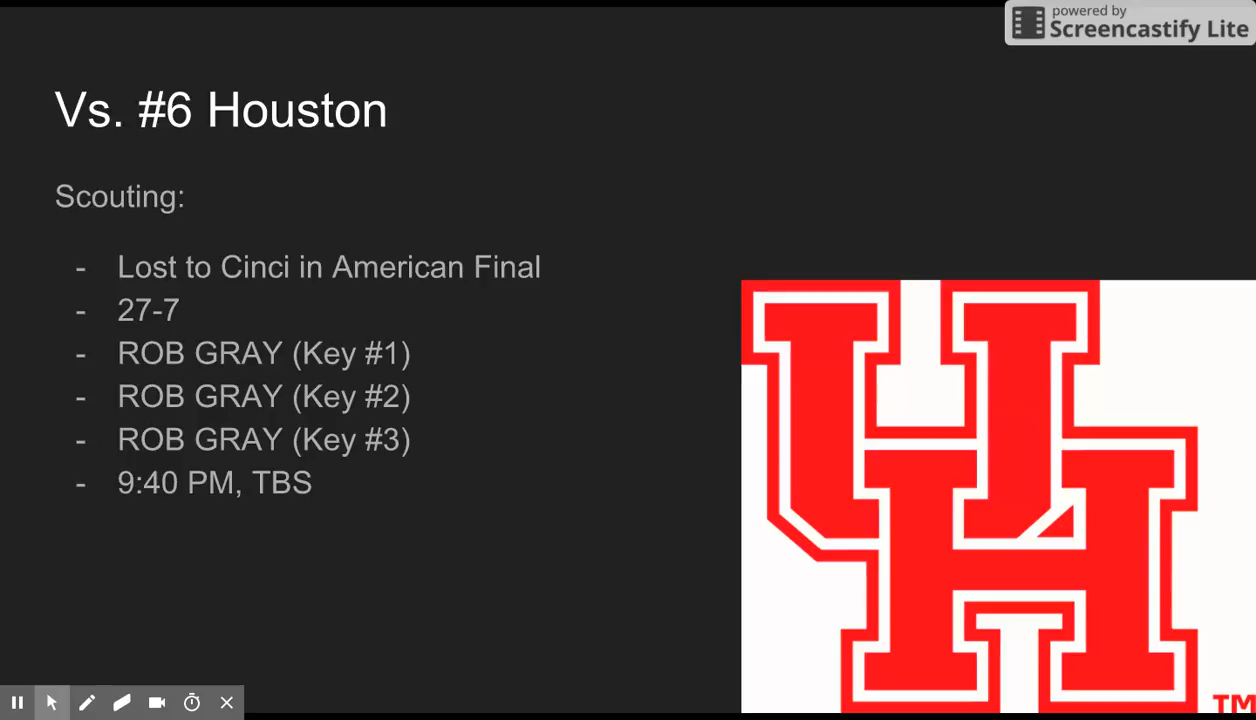 powered by
Screencastify Lite
Vs. #6 Houston
Scouting:
- Lost to Cinci in American Final
- 27-7
- ROB GRAY (Key #1)
- ROB GRAY (Key #2)
- ROB GRAY (Key #3)
- 9:40 PM, TBS
UH
TM